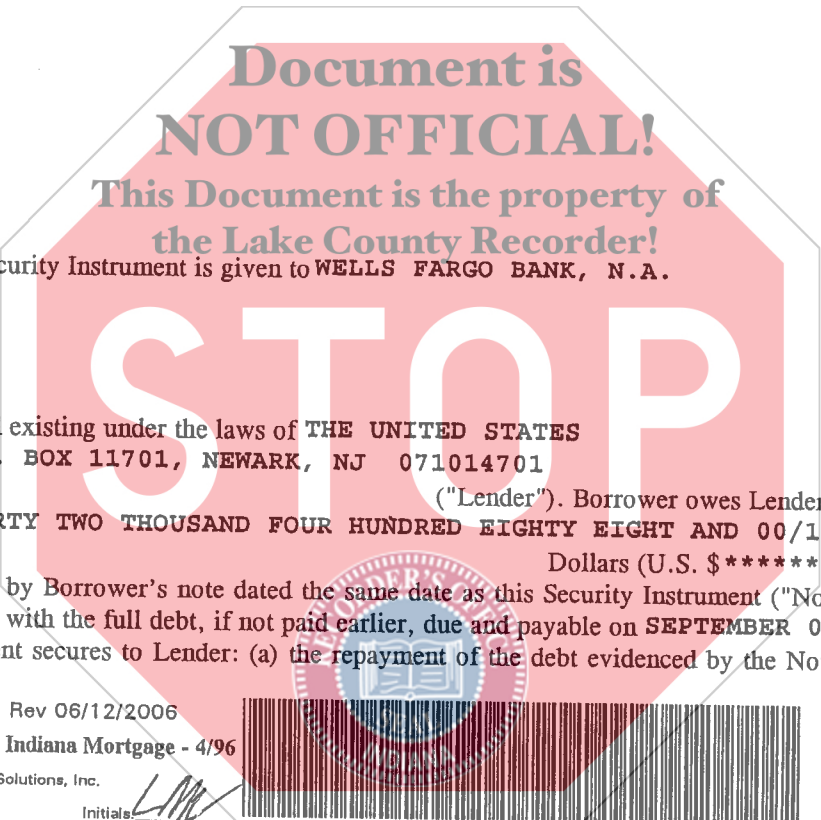 Document is
NOT OFFICIAL!
This Document is the property of
the Lake County Recorder!
curity Instrument is given to WELLS FARGO BANK, N.A.
STOP
existing under the laws of THE UNITED STATES
BOX 11701, NEWARK, NJ 071014701
("Lender"). Borrower owes Lender
RTY TWO THOUSAND FOUR HUNDRED EIGHTY EIGHT AND 00/1
Dollars (U.S. $******
by Borrower's note dated the same date as this Security Instrument ("No
with the full debt, if not paid earlier, due and payable on SEPTEMBER 0
nt secures to Lender: (a) the repayment of the debt evidenced by the No
RECORDER'S OFFICE
SEAL
INDIANA
Rev 06/12/2006
Indiana Mortgage - 4/96
Solutions, Inc.
Initials: